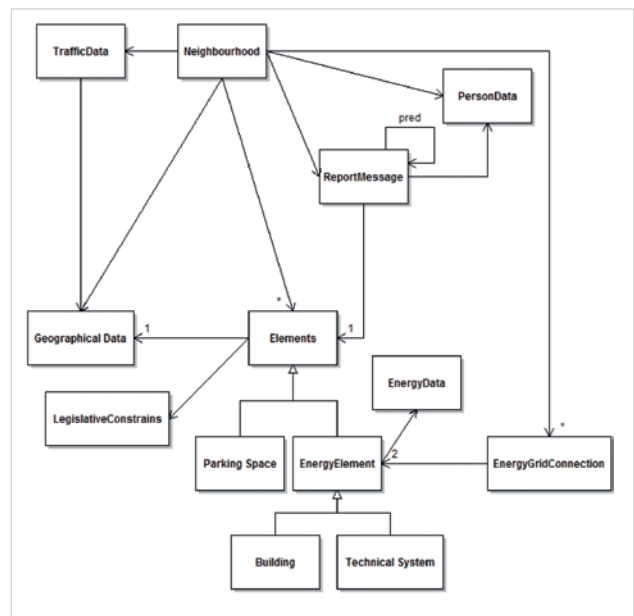 TrafficData
Neighbourhood
PersonData
pred
ReportMessage
*
Geographical Data
1
Elements
1
EnergyData
LegislativeConstrains
Parking Space
EnergyElement
2
*
EnergyGridConnection
Building
Technical System